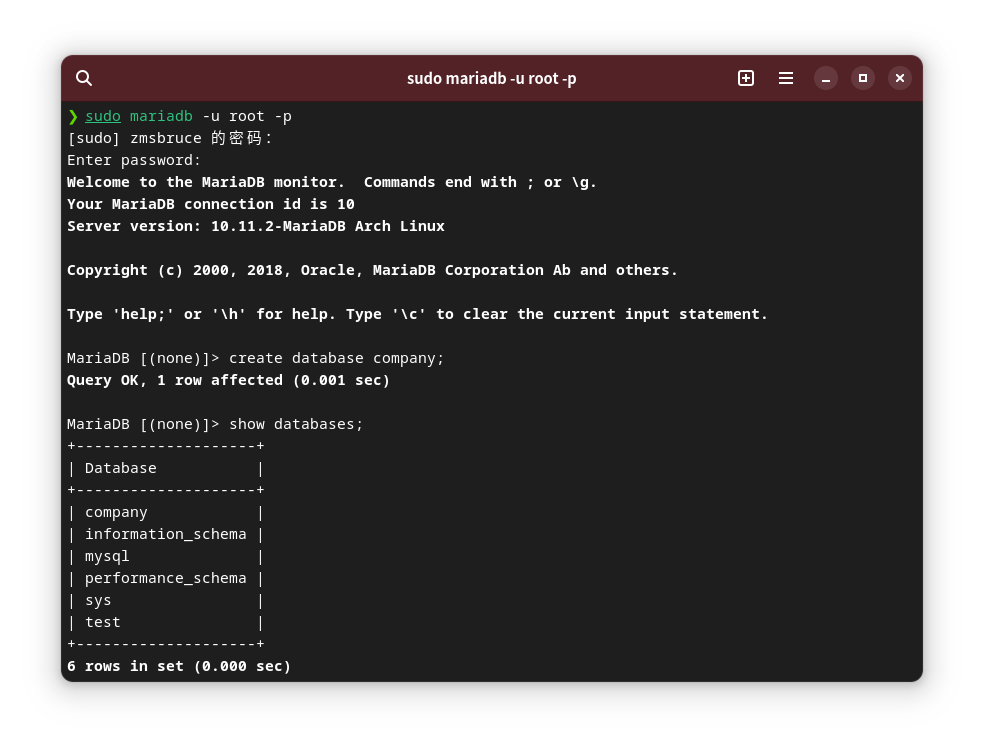 sudo mariadb -u root -p
❯ sudo mariadb -u root -p
[sudo] zmsbruce 的密码：
Enter password:
Welcome to the MariaDB monitor.  Commands end with ; or \g.
Your MariaDB connection id is 10
Server version: 10.11.2-MariaDB Arch Linux

Copyright (c) 2000, 2018, Oracle, MariaDB Corporation Ab and others.

Type 'help;' or '\h' for help. Type '\c' to clear the current input statement.

MariaDB [(none)]> create database company;
Query OK, 1 row affected (0.001 sec)

MariaDB [(none)]> show databases;
+--------------------+
| Database           |
+--------------------+
| company            |
| information_schema |
| mysql              |
| performance_schema |
| sys                |
| test               |
+--------------------+
6 rows in set (0.000 sec)